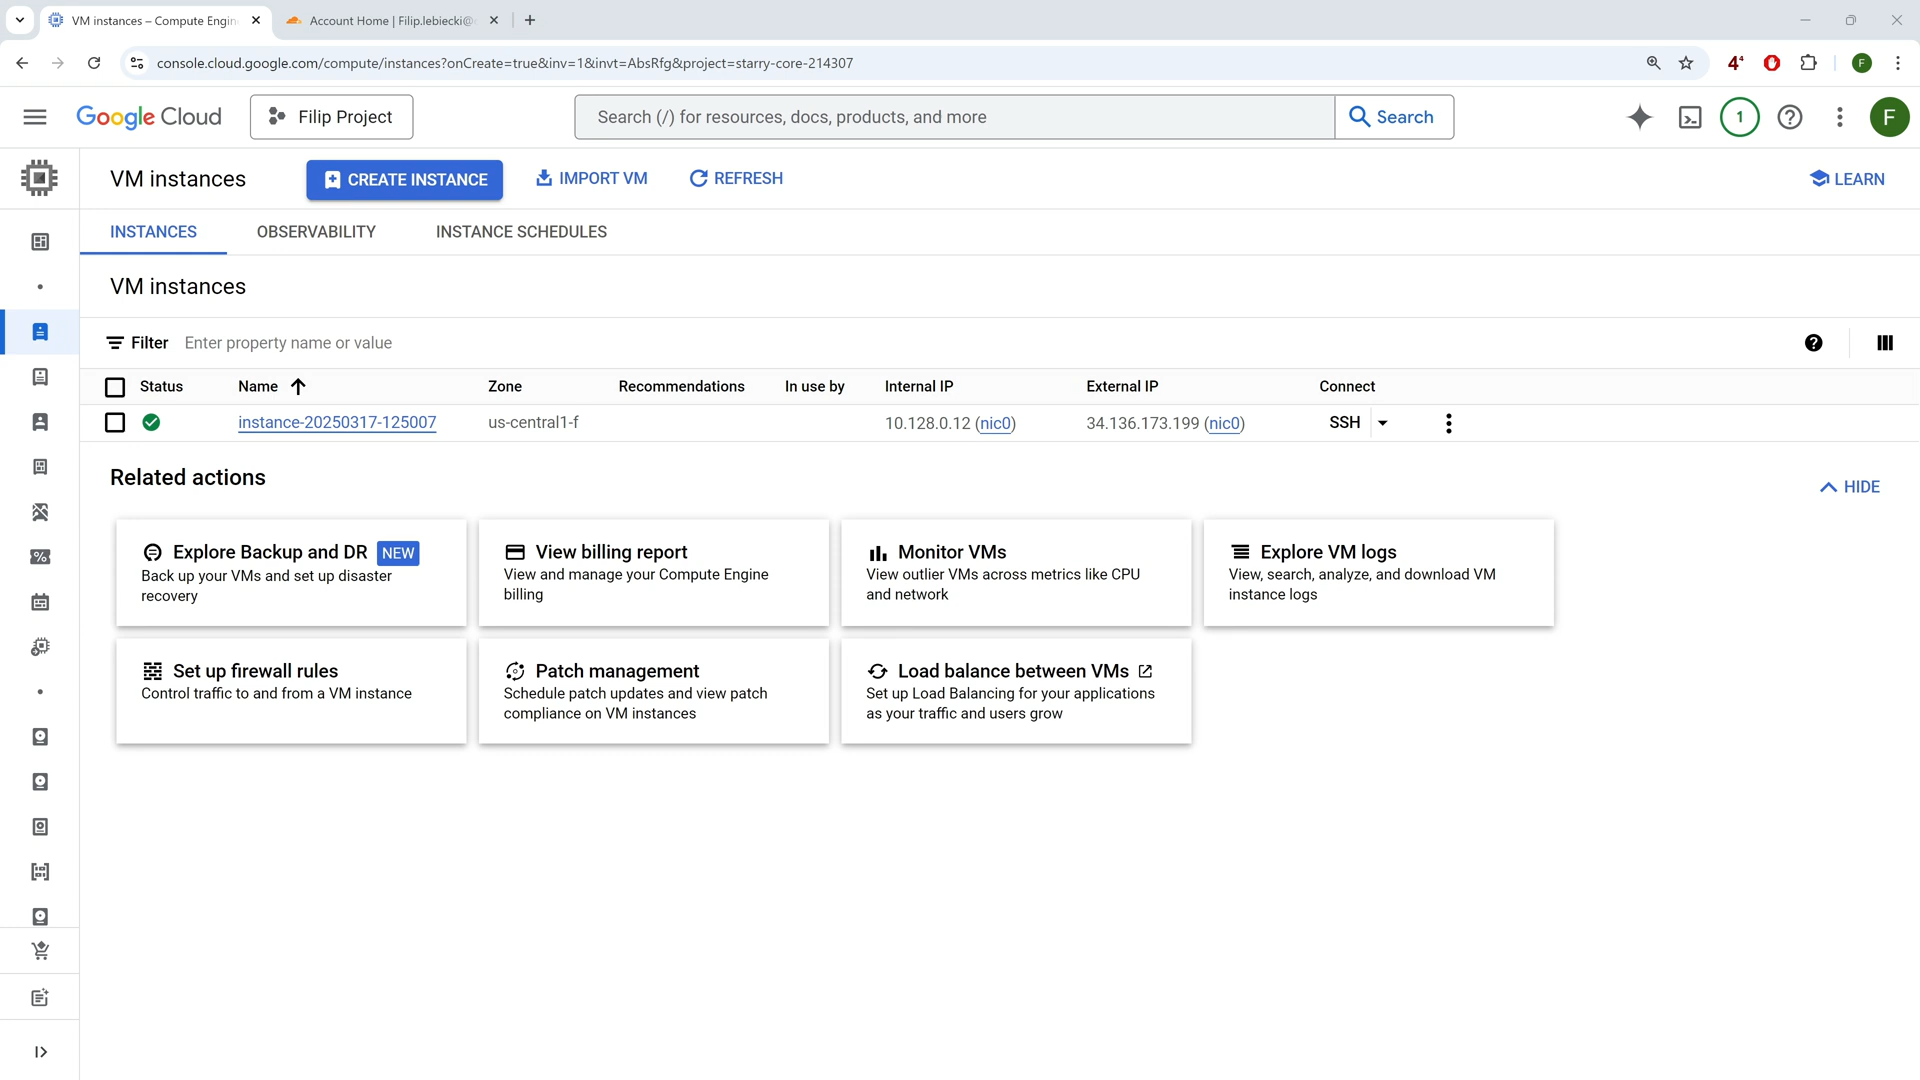 VM instances – Compute Engin
Account Home | Filip.lebiecki@
console.cloud.google.com/compute/instances?onCreate=true&inv=1&invt=AbsRfg&project=starry-core-214307
4⁴
F
Google Cloud
Filip Project
Search (/) for resources, docs, products, and more
Search
1
F
VM instances
CREATE INSTANCE
IMPORT VM
REFRESH
LEARN
INSTANCES
OBSERVABILITY
INSTANCE SCHEDULES
VM instances
Filter Enter property name or value
Status Name Zone Recommendations In use by Internal IP External IP Connect
instance-20250317-125007 us-central1-f 10.128.0.12 (nic0) 34.136.173.199 (nic0) SSH
Related actions
HIDE
Explore Backup and DR NEW
Back up your VMs and set up disaster
recovery
View billing report
View and manage your Compute Engine
billing
Monitor VMs
View outlier VMs across metrics like CPU
and network
Explore VM logs
View, search, analyze, and download VM
instance logs
Set up firewall rules
Control traffic to and from a VM instance
Patch management
Schedule patch updates and view patch
compliance on VM instances
Load balance between VMs
Set up Load Balancing for your applications
as your traffic and users grow